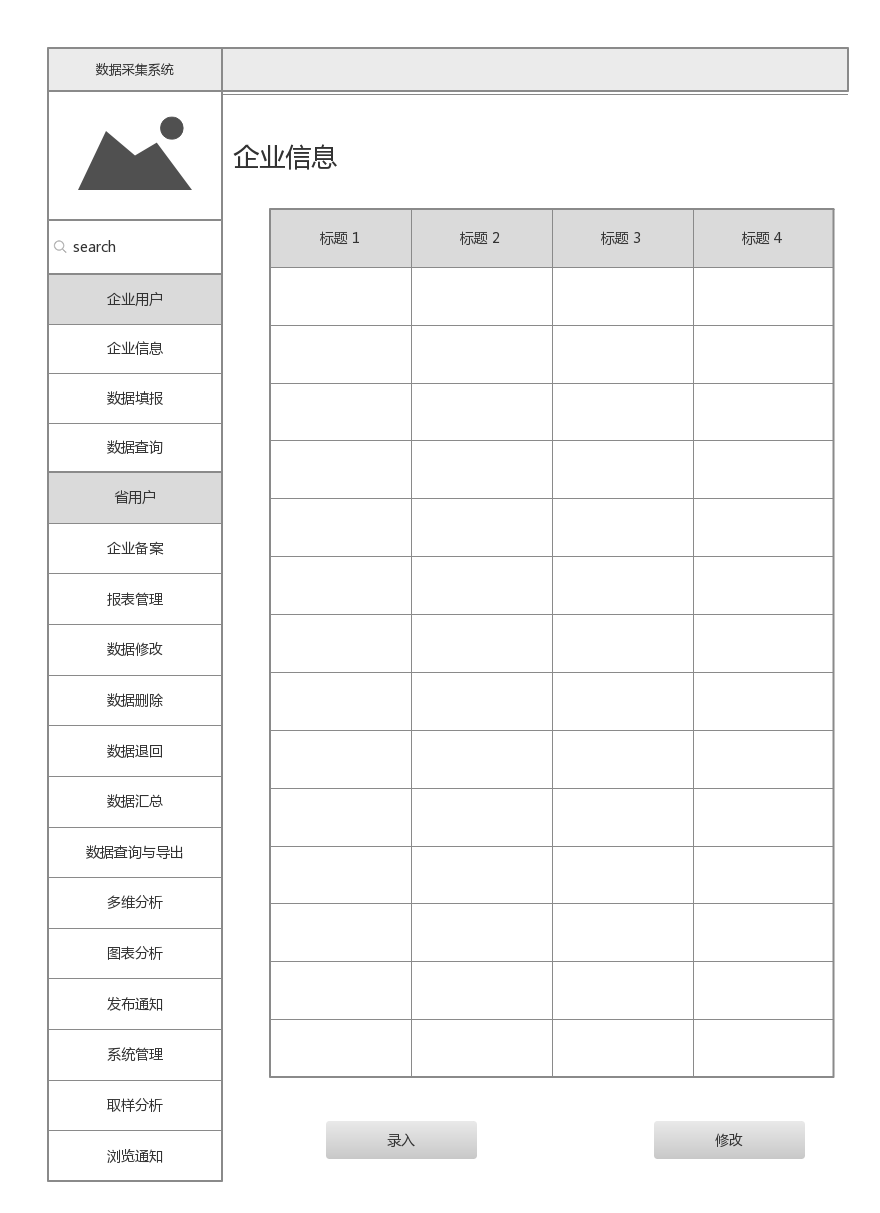 数据采集系统
企业信息
search
企业用户
企业信息
数据填报
数据查询
省用户
企业备案
报表管理
数据修改
数据删除
数据退回
数据汇总
数据查询与导出
多维分析
图表分析
发布通知
系统管理
取样分析
浏览通知
标题 1
标题 2
标题 3
标题 4
录入
修改